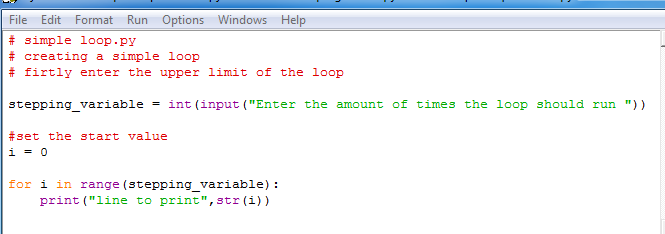 File Edit Format Run Options Windows Help
# simple loop.py
# creating a simple loop
# firtly enter the upper limit of the loop
stepping_variable = int(input("Enter the amount of times the loop should run "))
#set the start value
i = 0
for i in range(stepping_variable):
    print("line to print",str(i))